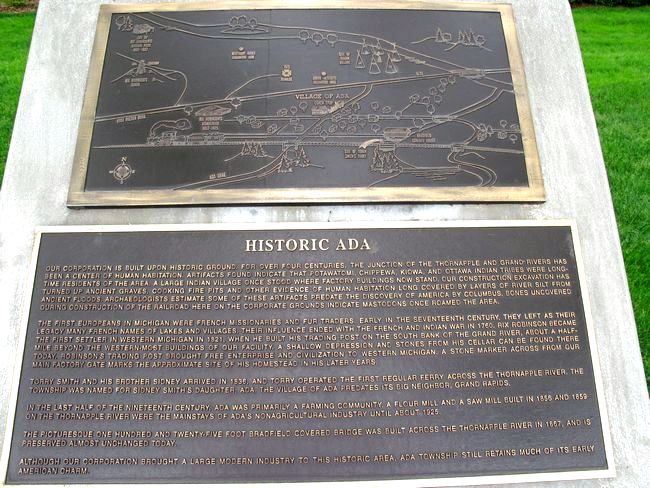 VILLAGE OF ADA
HISTORIC ADA
OUR CORPORATION IS BUILT UPON HISTORIC GROUND. FOR OVER FOUR CENTURIES, THE JUNCTION OF THE THORNAPPLE AND GRAND RIVERS HAS
BEEN A CENTER OF HUMAN HABITATION. ARTIFACTS FOUND INDICATE THAT POTAWATOMI, CHIPPEWA, KIOWA, AND OTTAWA INDIAN TRIBES WERE LONG-
TIME RESIDENTS OF THE AREA. A LARGE INDIAN VILLAGE ONCE STOOD WHERE FACTORY BUILDINGS NOW STAND. OUR CONSTRUCTION EXCAVATION HAS
TURNED UP ANCIENT GRAVES, COOKING FIRE PITS AND OTHER EVIDENCE OF HUMAN HABITATION LONG COVERED BY LAYERS OF RIVER SILT FROM
ANCIENT FLOODS. ARCHAEOLOGISTS ESTIMATE SOME OF THESE ARTIFACTS PREDATE THE DISCOVERY OF AMERICA BY COLUMBUS. BONES UNCOVERED
DURING CONSTRUCTION OF THE RAILROAD HERE ON THE CORPORATE GROUNDS INDICATE MASTODONS ONCE ROAMED THE AREA.
THE FIRST EUROPEANS IN MICHIGAN WERE FRENCH MISSIONARIES AND FUR TRADERS, EARLY IN THE SEVENTEENTH CENTURY. THEY LEFT AS THEIR
LEGACY MANY FRENCH NAMES OF LAKES AND VILLAGES. THEIR INFLUENCE ENDED WITH THE FRENCH AND INDIAN WAR IN 1760. RIX ROBINSON BECAME
THE FIRST SETTLER IN WESTERN MICHIGAN IN 1821, WHEN HE BUILT HIS TRADING POST ON THE SOUTH BANK OF THE GRAND RIVER, ABOUT A HALF-
MILE BEYOND THE WESTERN-MOST BUILDINGS OF OUR FACILITY. A SHALLOW DEPRESSION AND STONES FROM HIS CELLAR CAN BE FOUND THERE
TODAY. ROBINSON'S TRADING POST BROUGHT FREE ENTERPRISE AND CIVILIZATION TO WESTERN MICHIGAN. A STONE MARKER ACROSS FROM OUR
MAIN FACTORY GATE MARKS THE APPROXIMATE SITE OF HIS HOMESTEAD IN HIS LATER YEARS.
TORRY SMITH AND HIS BROTHER SIDNEY ARRIVED IN 1836, AND TORRY OPERATED THE FIRST REGULAR FERRY ACROSS THE THORNAPPLE RIVER. THE
TOWNSHIP WAS NAMED FOR SIDNEY SMITH'S DAUGHTER, ADA. THE VILLAGE OF ADA PREDATES ITS BIG NEIGHBOR, GRAND RAPIDS.
IN THE LAST HALF OF THE NINETEENTH CENTURY, ADA WAS PRIMARILY A FARMING COMMUNITY. A FLOUR MILL AND A SAW MILL BUILT IN 1856 AND 1859
ON THE THORNAPPLE RIVER WERE THE MAINSTAYS OF ADA'S NONAGRICULTURAL INDUSTRY UNTIL ABOUT 1925.
THE PICTURESQUE ONE HUNDRED AND TWENTY-FIVE FOOT BRADFIELD COVERED BRIDGE WAS BUILT ACROSS THE THORNAPPLE RIVER IN 1867, AND IS
PRESERVED ALMOST UNCHANGED TODAY.
ALTHOUGH OUR CORPORATION BROUGHT A LARGE MODERN INDUSTRY TO THIS HISTORIC AREA, ADA TOWNSHIP STILL RETAINS MUCH OF ITS EARLY
AMERICAN CHARM.